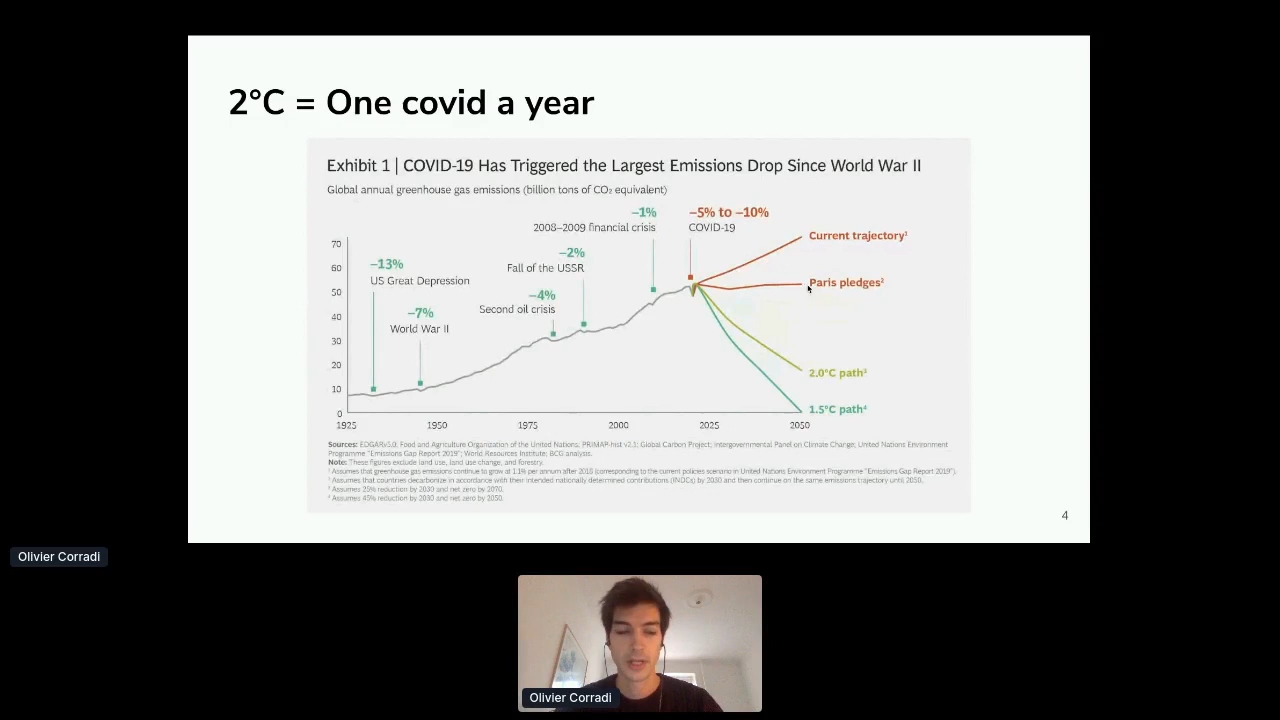 2°C = One covid a year
Exhibit 1 | COVID-19 Has Triggered the Largest Emissions Drop Since World War II
Global annual greenhouse gas emissions (billion tons of CO₂ equivalent)
−1%
2008–2009 financial crisis
−5% to −10%
COVID-19
−2%
Fall of the USSR
−13%
US Great Depression
−4%
Second oil crisis
−7%
World War II
Current trajectory¹
Paris pledges²
2.0°C path³
1.5°C path⁴
70
60
50
40
30
20
10
0
1925
1950
1975
2000
2025
2050
Sources: EDGARv5.0; Food and Agriculture Organization of the United Nations; PRIMAP-hist v2.1; Global Carbon Project; Intergovernmental Panel on Climate Change; United Nations Environment
Programme "Emissions Gap Report 2019"; World Resources Institute; BCG analysis.
Note: These figures exclude land use, land use change, and forestry.
¹ Assumes that greenhouse gas emissions continue to grow at 1.1% per annum after 2018 (corresponding to the current policies scenario in United Nations Environment Programme "Emissions Gap Report 2019").
² Assumes that countries decarbonize in accordance with their intended nationally determined contributions (INDCs) by 2030 and then continue on the same emissions trajectory until 2050.
³ Assumes 25% reduction by 2030 and net zero by 2070.
⁴ Assumes 45% reduction by 2030 and net zero by 2050.
4
Olivier Corradi
Olivier Corradi